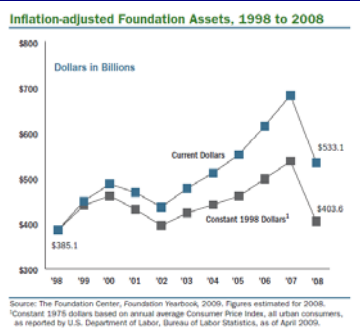 Inflation-adjusted Foundation Assets, 1998 to 2008
$800
Dollars in Billions
$700
$600
$533.1
Current Dollars
$500
$403.6
Constant 1998 Dollars¹
$400
$385.1
$300
'98 '99 '00 '01 '02 '03 '04 '05 '06 '07 '08
Source: The Foundation Center, Foundation Yearbook, 2009. Figures estimated for 2008.
¹Constant 1975 dollars based on annual average Consumer Price Index, all urban consumers,
as reported by U.S. Department of Labor, Bureau of Labor Statistics, as of April 2009.